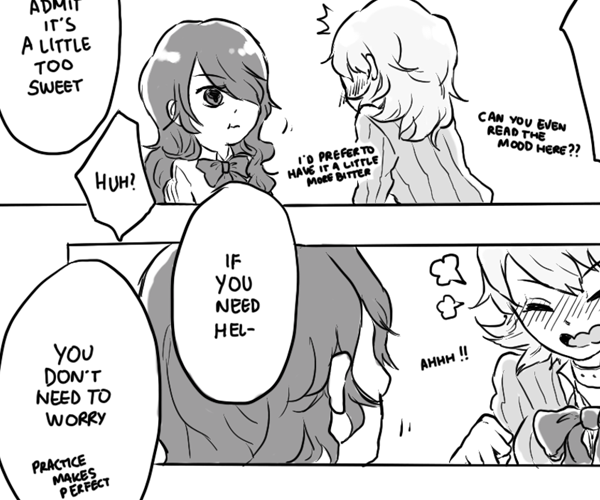 ADMIT
IT'S
A LITTLE
TOO
SWEET
HUH?
I'D PREFER TO
HAVE IT A LITTLE
MORE BITTER
CAN YOU EVEN
READ THE
MOOD HERE??
IF
YOU
NEED
HEL-
AHHH!!
YOU
DON'T
NEED TO
WORRY
PRACTICE
MAKES
PERFECT